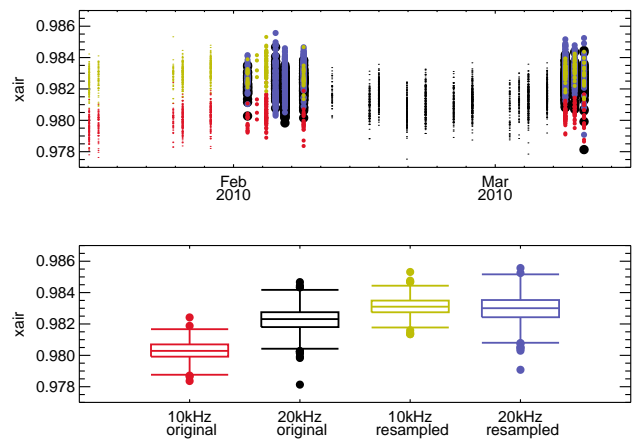 0.986
0.984
0.982
0.980
0.978
xair
Feb
2010
Mar
2010
0.986
0.984
0.982
0.980
0.978
xair
10kHz
original
20kHz
original
10kHz
resampled
20kHz
resampled